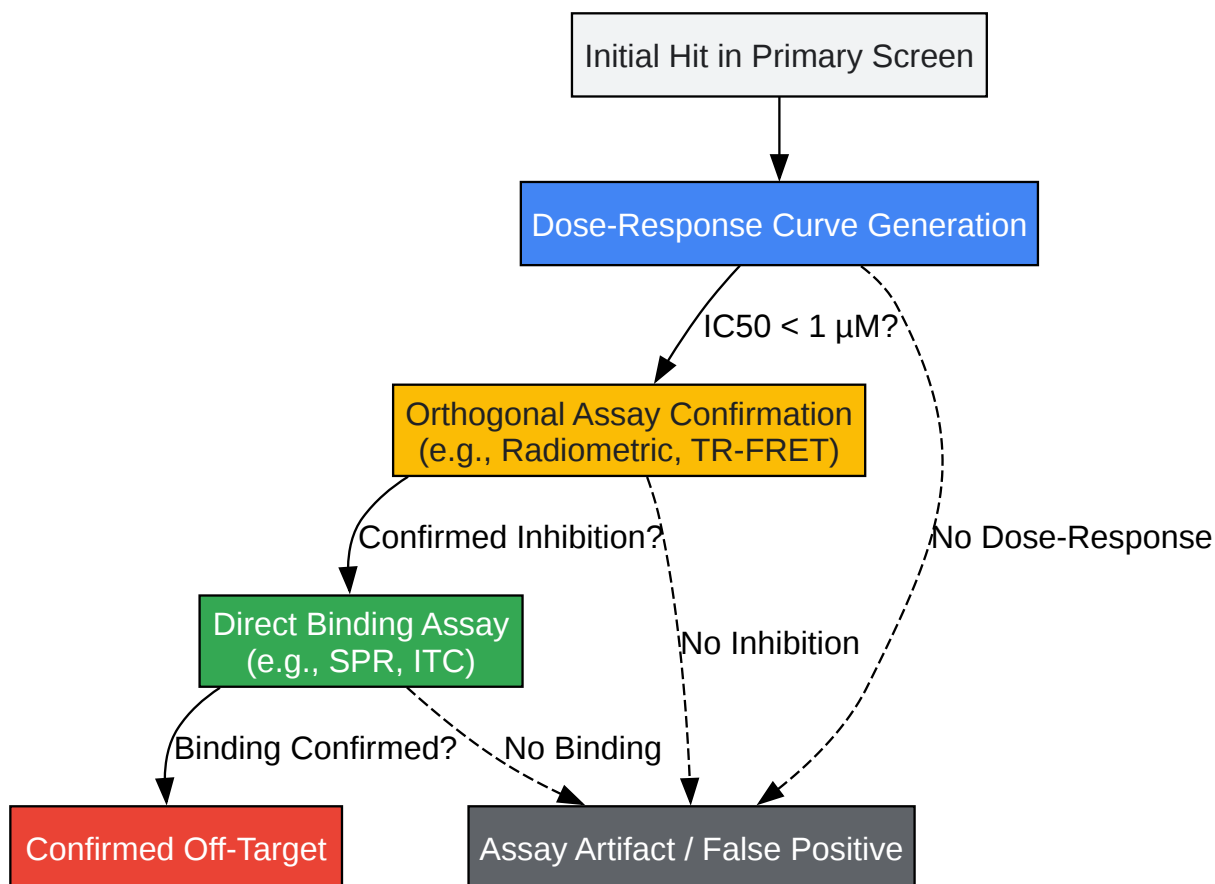 Initial Hit in Primary Screen
Dose-Response Curve Generation
IC50 < 1 µM?
Orthogonal Assay Confirmation
(e.g., Radiometric, TR-FRET)
Confirmed Inhibition?
No Dose-Response
Direct Binding Assay
(e.g., SPR, ITC)
No Inhibition
Binding Confirmed?
No Binding
Confirmed Off-Target
Assay Artifact / False Positive